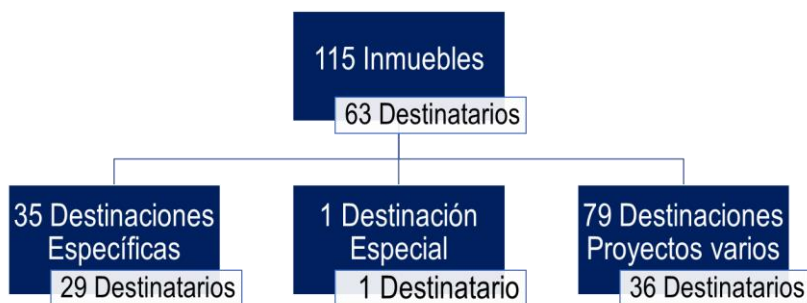 115 Inmuebles
63 Destinatarios
35 Destinaciones
Específicas
29 Destinatarios
1 Destinación
Especial
1 Destinatario
79 Destinaciones
Proyectos varios
36 Destinatarios